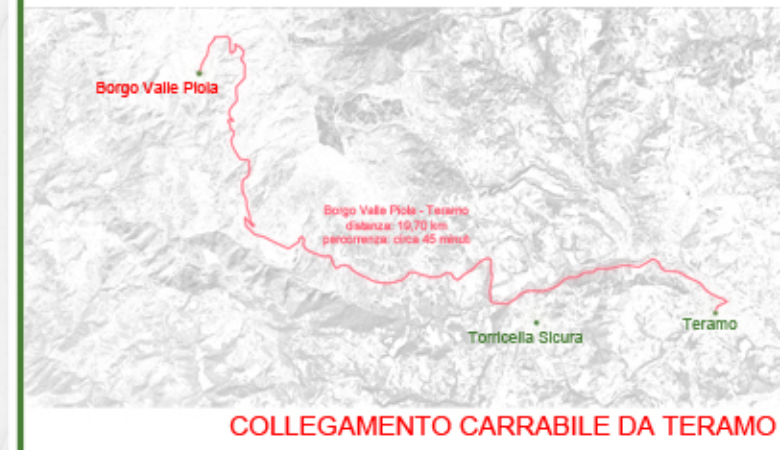 Borgo Valle Piola
Borgo Valle Piola - Teramo
distanza: 19,70 km
percorrenza: circa 45 minuti
Teramo
Torricella Sicura
COLLEGAMENTO CARRABILE DA TERAMO